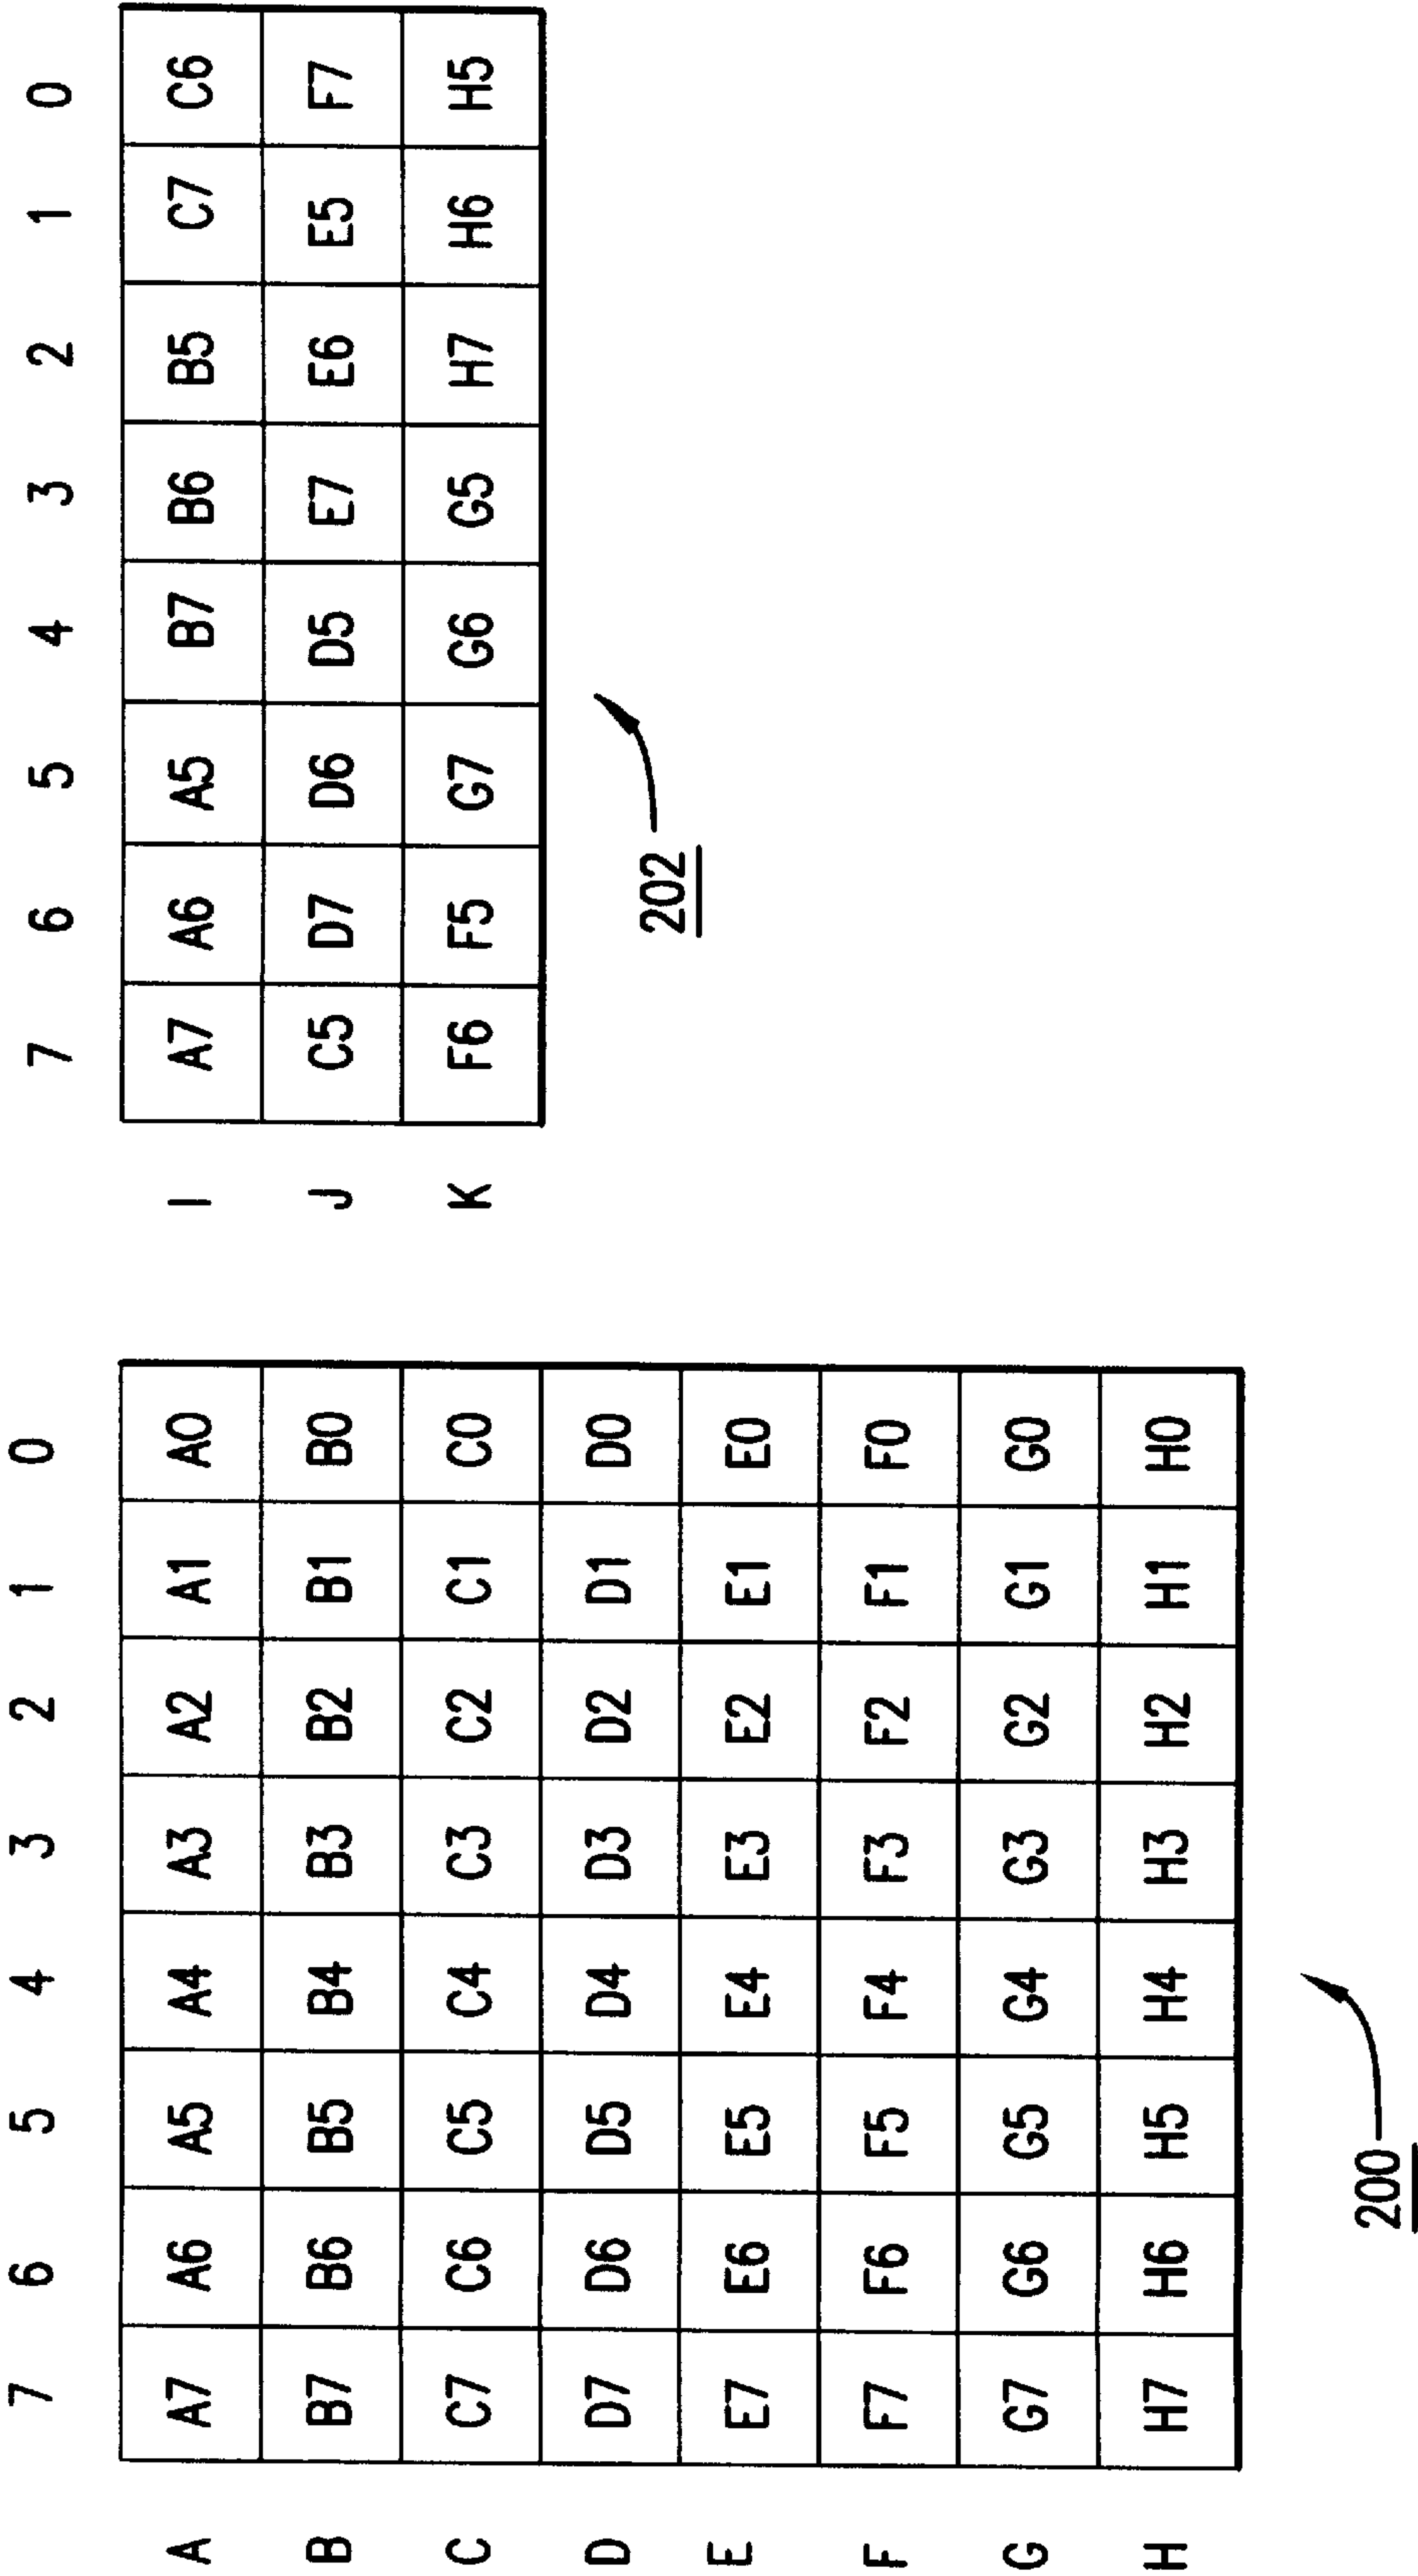 7 6 5 4 3 2 1 0
A A7 A6 A5 A4 A3 A2 A1 A0
B B7 B6 B5 B4 B3 B2 B1 B0
C C7 C6 C5 C4 C3 C2 C1 C0
D D7 D6 D5 D4 D3 D2 D1 D0
E E7 E6 E5 E4 E3 E2 E1 E0
F F7 F6 F5 F4 F3 F2 F1 F0
G G7 G6 G5 G4 G3 G2 G1 G0
H H7 H6 H5 H4 H3 H2 H1 H0
200
7 6 5 4 3 2 1 0
I A7 A6 A5 B7 B6 B5 C7 C6
J C5 D7 D6 D5 E7 E6 E5 F7
K F6 F5 G7 G6 G5 H7 H6 H5
202